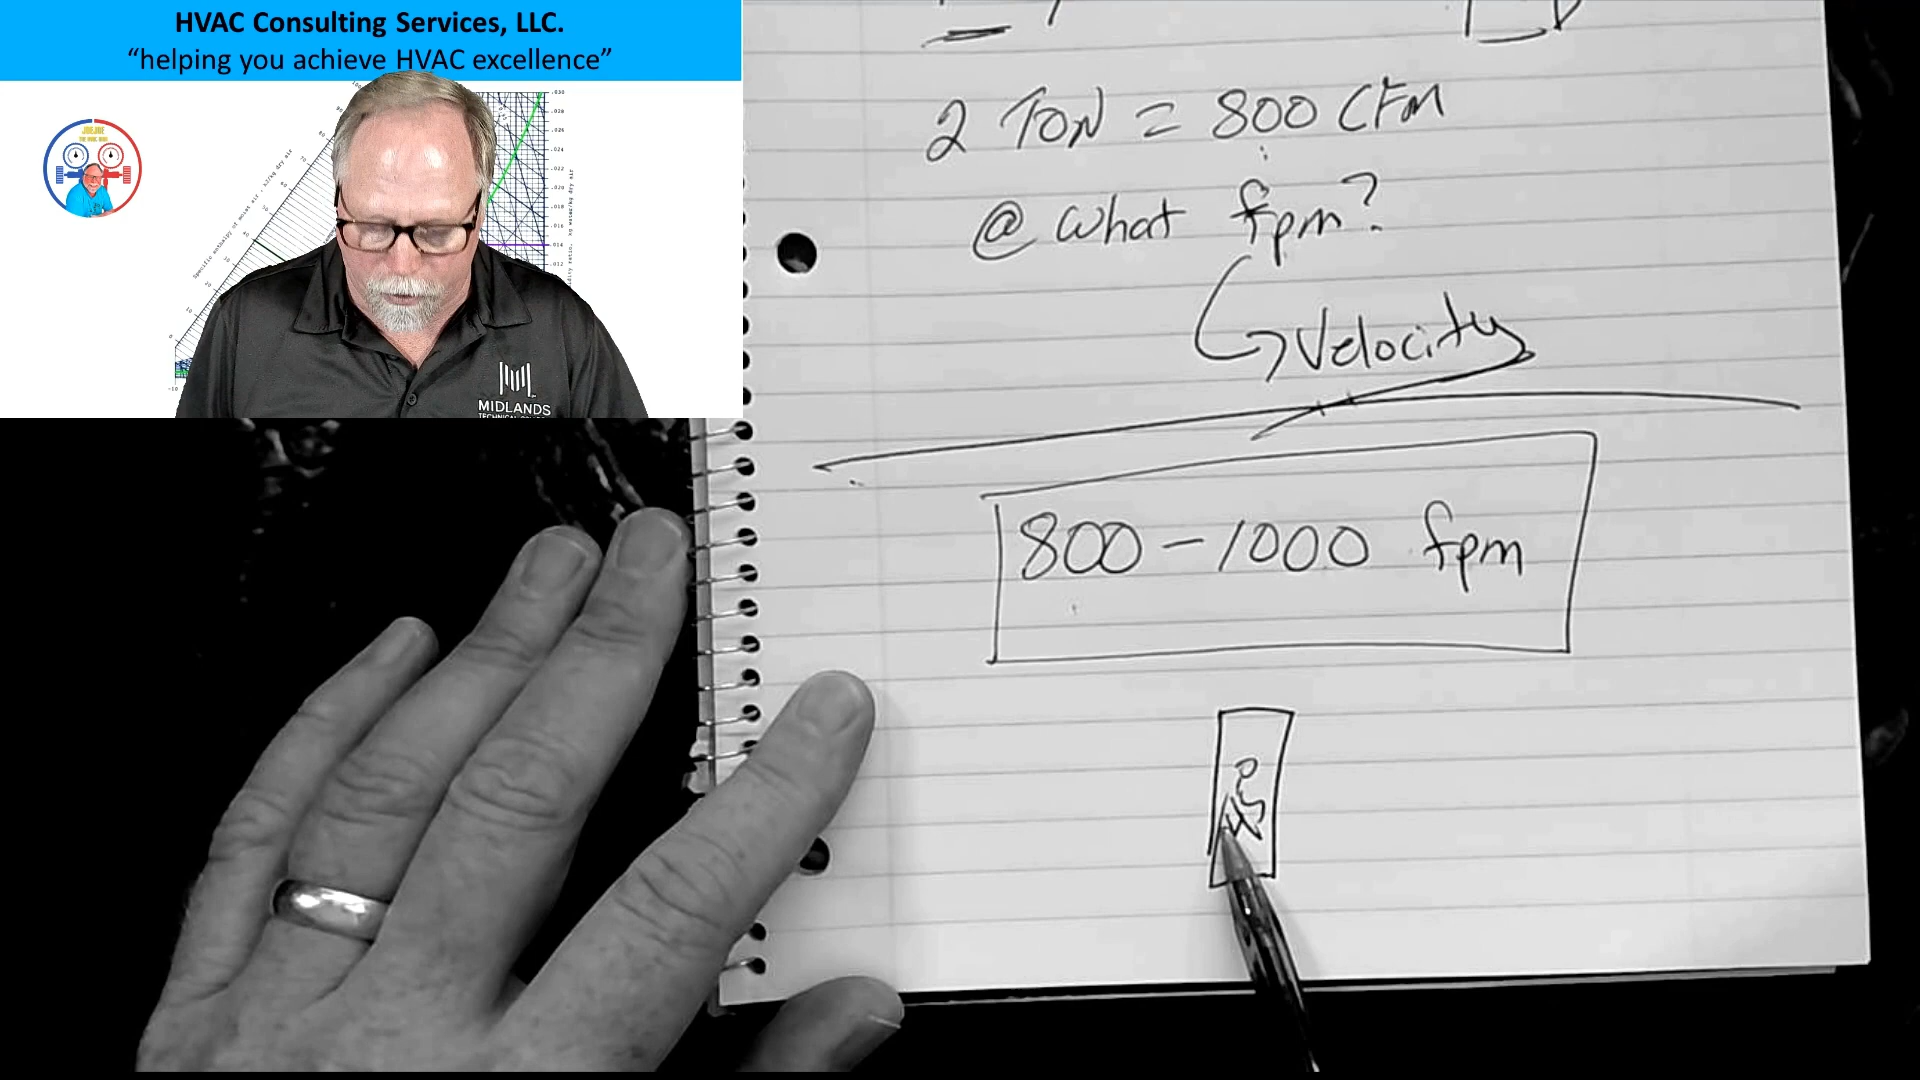 HVAC Consulting Services, LLC.
“helping you achieve HVAC excellence”
JOEJOE
MIDLANDS
2 TON = 800 CFM
@ what fpm?
Velocity
800 - 1000 fpm